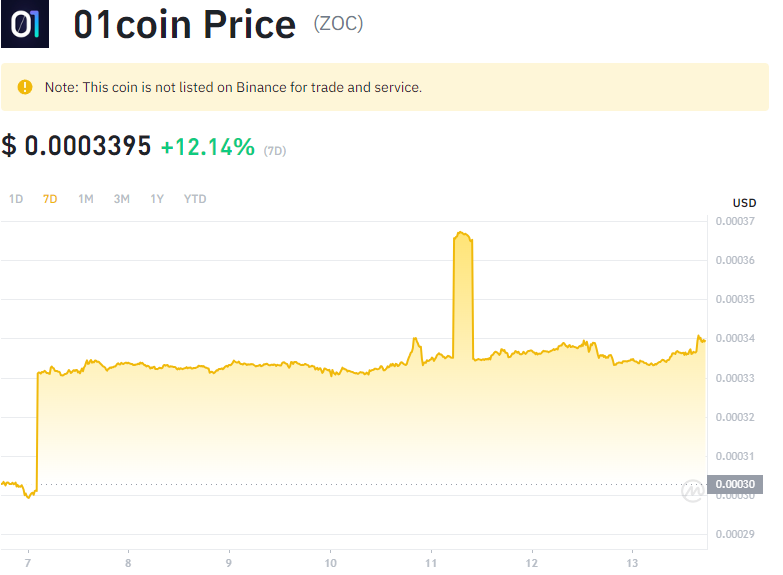 01
01coin Price (ZOC)
Note: This coin is not listed on Binance for trade and service.
$ 0.0003395 +12.14% (7D)
1D 7D 1M 3M 1Y YTD
USD
0.00037
0.00036
0.00035
0.00034
0.00033
0.00032
0.00031
0.00030
0.00030
0.00029
7 8 9 10 11 12 13